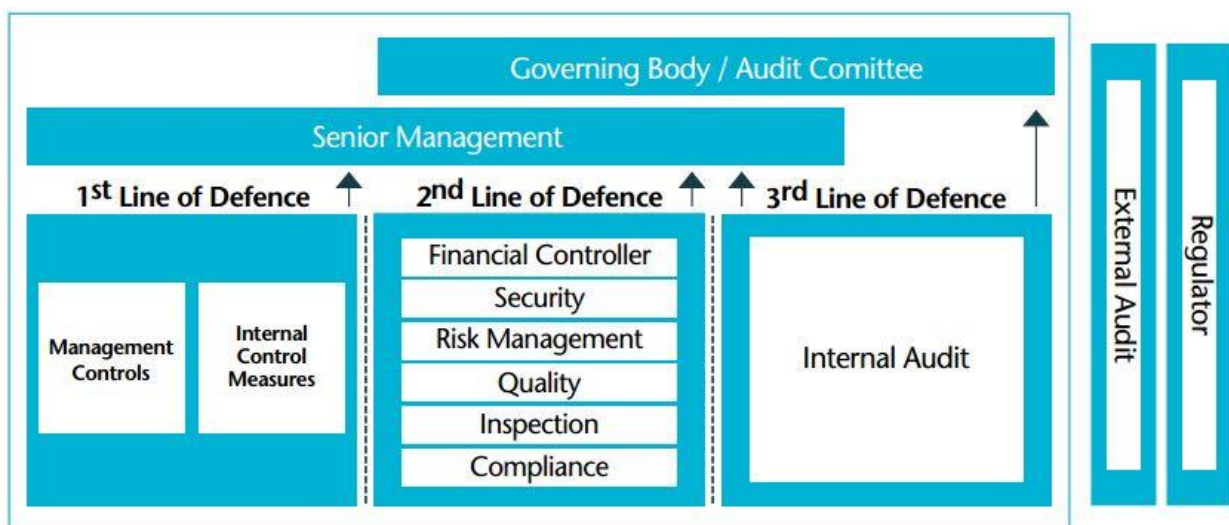 Governing Body / Audit Comittee
Senior Management
1st Line of Defence
2nd Line of Defence
3rd Line of Defence
Management
Controls
Internal
Control
Measures
Financial Controller
Security
Risk Management
Quality
Inspection
Compliance
Internal Audit
External Audit
Regulator